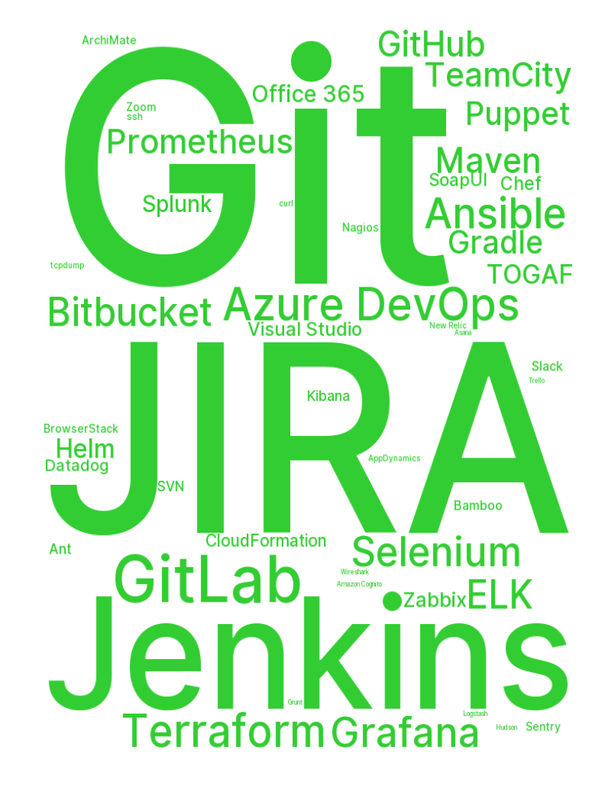 ArchiMate
GitHub
Git
TeamCity
Office 365
Zoom
ssh
Puppet
Prometheus
Maven
SoapUI
Chef
Splunk
curl
Ansible
Nagios
Gradle
tcpdump
TOGAF
Azure DevOps
Bitbucket
Visual Studio
New Relic
Asana
JIRA
Slack
Trello
Kibana
BrowserStack
Helm
Datadog
AppDynamics
SVN
Bamboo
CloudFormation
Ant
Selenium
GitLab
Wireshark
Amazon Cognito
Zabbix
ELK
Jenkins
Grunt
Logstash
Terraform
Grafana
Hudson
Sentry